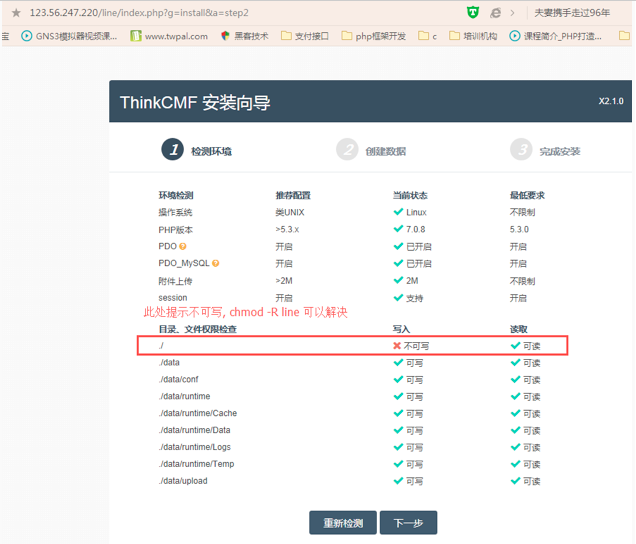 123.56.247.220/line/index.php?g=install&a=step2
夫妻携手走过96年
宝 GNS3模拟器视频课... www.twpal.com 黑客技术 支付接口 php框架开发 c 培训机构 课程简介_PHP打造...
ThinkCMF 安装向导 X2.1.0
1 检测环境 2 创建数据 3 完成安装
环境检测 推荐配置 当前状态 最低要求
操作系统 类UNIX Linux 不限制
PHP版本 >5.3.x 7.0.8 5.3.0
PDO 开启 已开启 开启
PDO_MySQL 开启 已开启 开启
附件上传 >2M 2M 不限制
session 开启 支持 开启
此处提示不可写, chmod -R line 可以解决
目录、文件权限检查 写入 读取
./ 不可写 可读
./data 可写 可读
./data/conf 可写 可读
./data/runtime 可写 可读
./data/runtime/Cache 可写 可读
./data/runtime/Data 可写 可读
./data/runtime/Logs 可写 可读
./data/runtime/Temp 可写 可读
./data/upload 可写 可读
重新检测 下一步